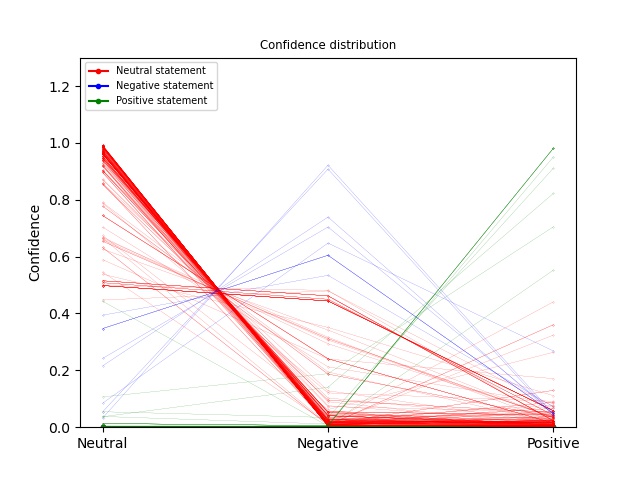 Confidence distribution
Neutral statement
Negative statement
Positive statement
Confidence
1.2
1.0
0.8
0.6
0.4
0.2
0.0
Neutral
Negative
Positive